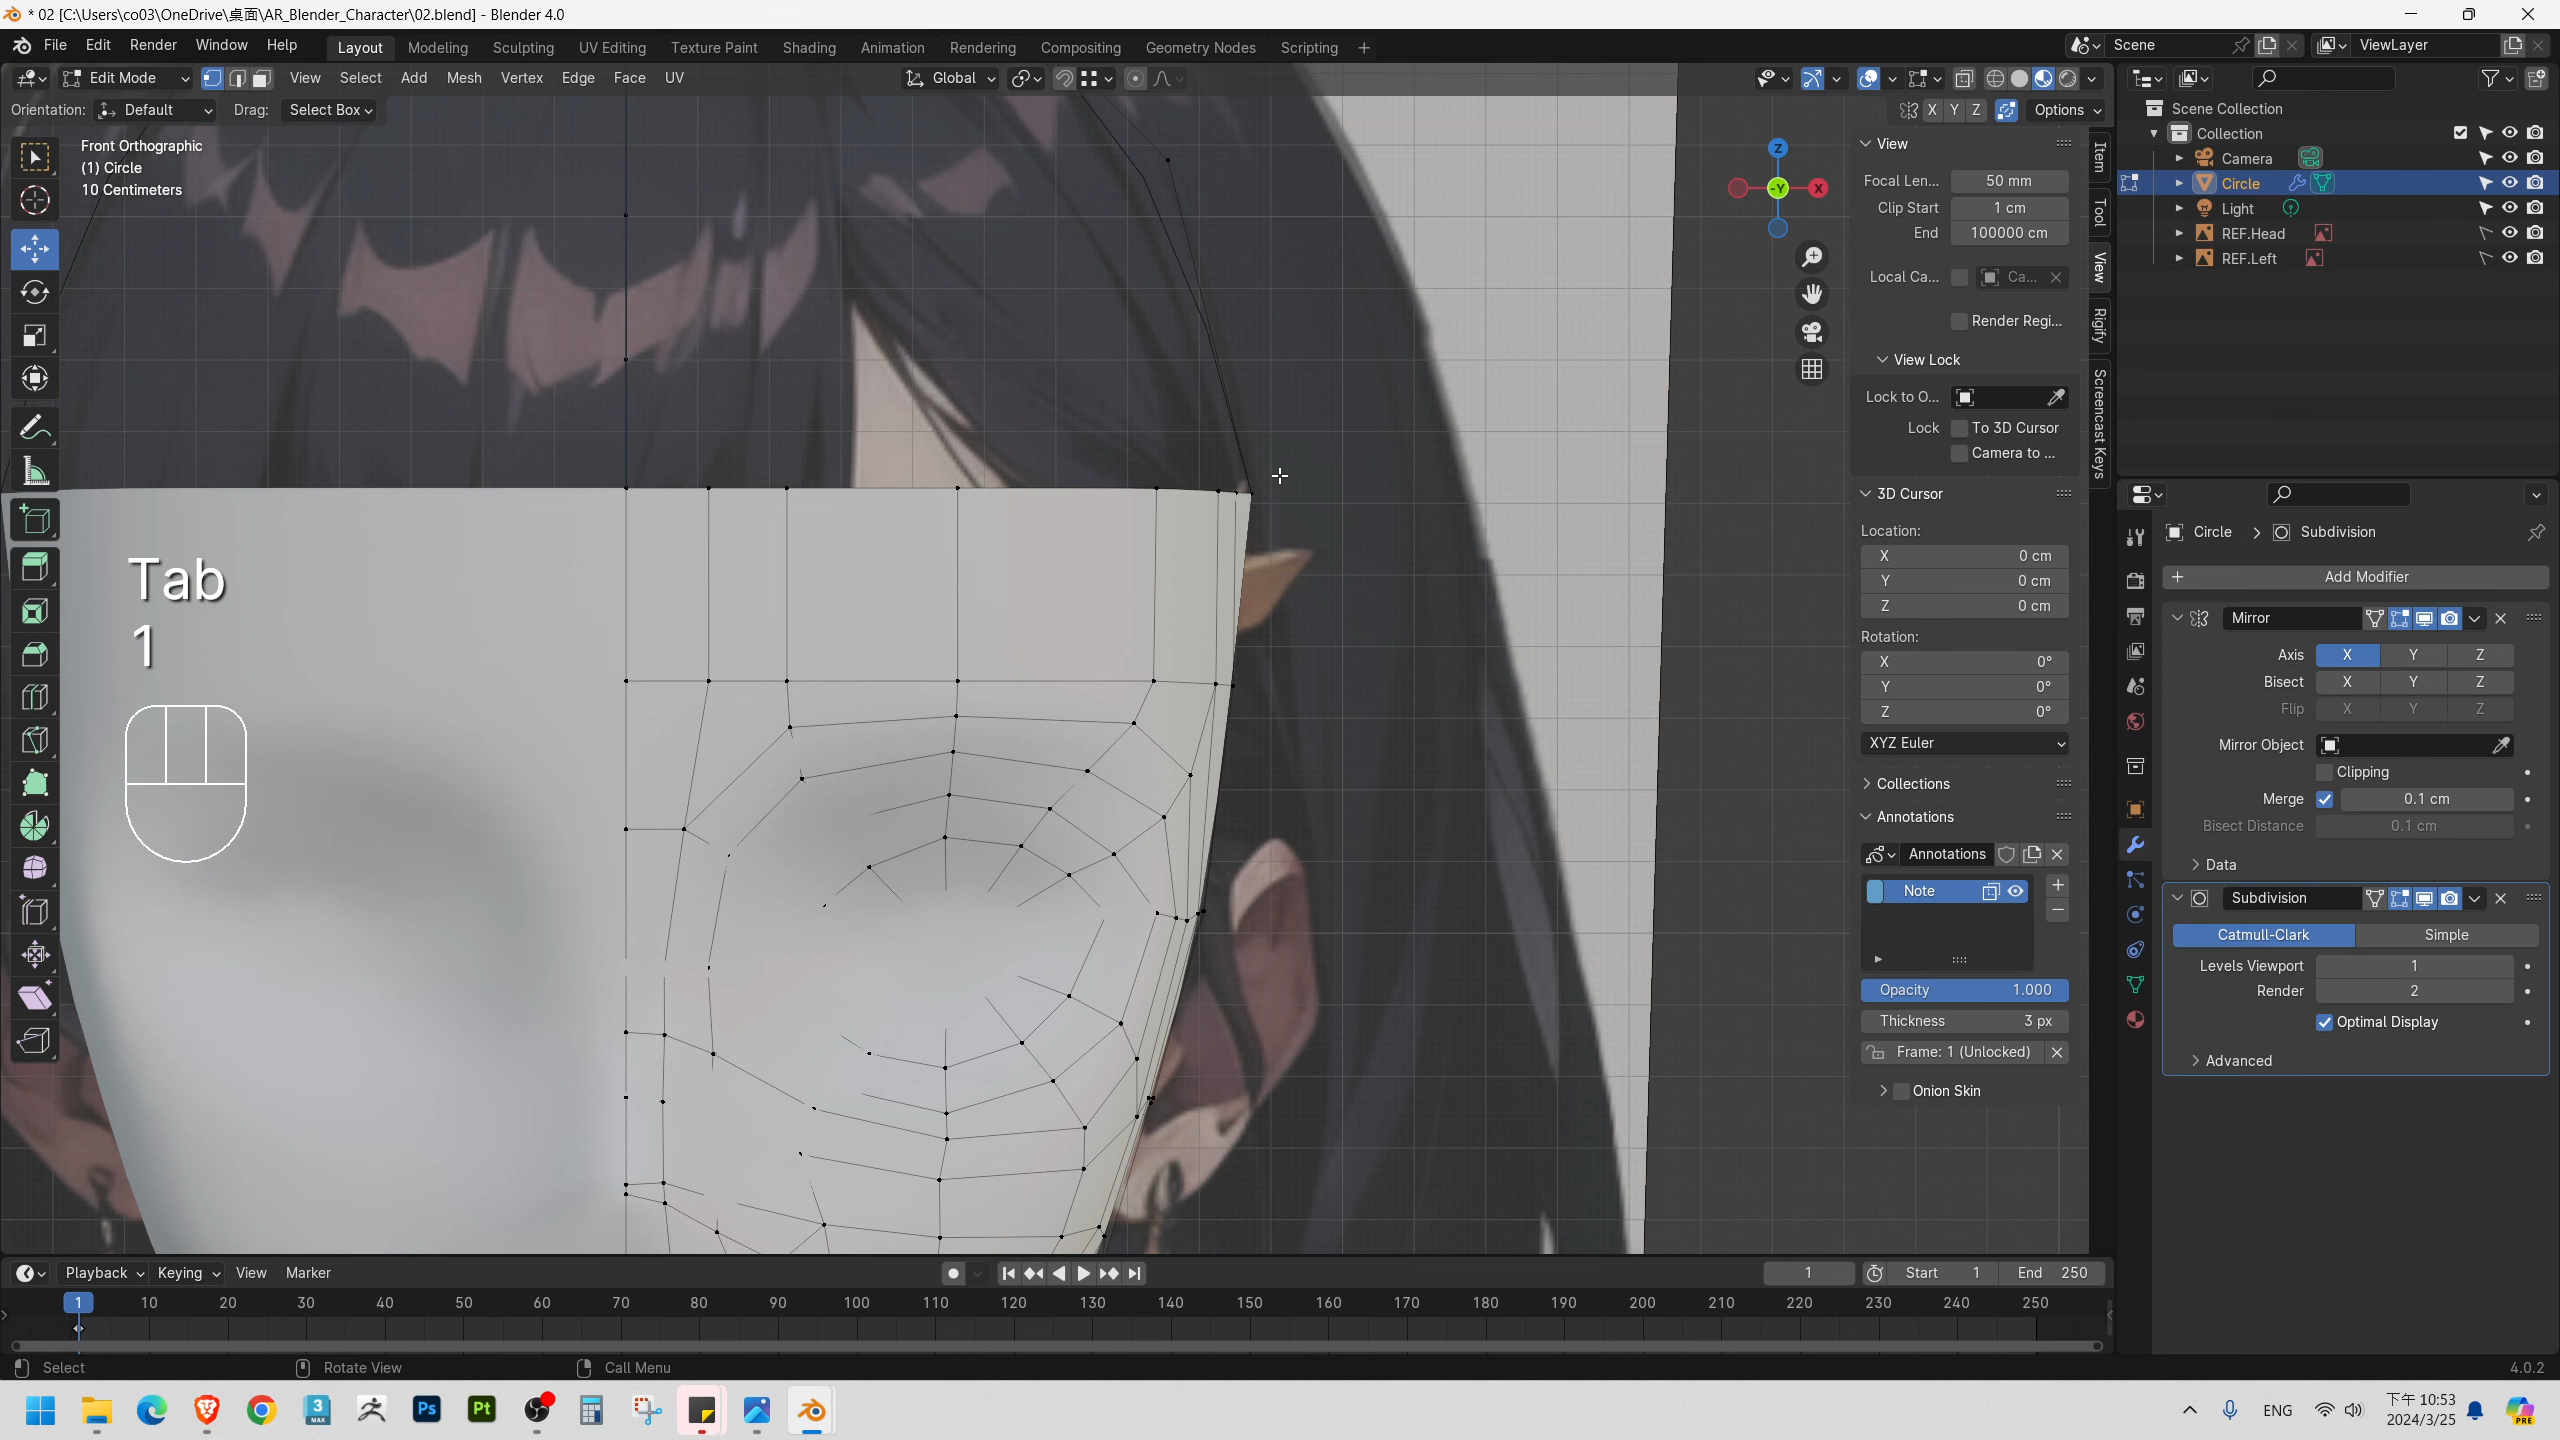 * 02 [C:\Users\co03\OneDrive\桌面\AR_Blender_Character\02.blend] - Blender 4.0
File Edit Render Window Help Layout Modeling Sculpting UV Editing Texture Paint Shading Animation Rendering Compositing Geometry Nodes Scripting + Scene ViewLayer
Edit Mode View Select Add Mesh Vertex Edge Face UV Global
Orientation: Default Drag: Select Box X Y Z Options
Front Orthographic
(1) Circle
10 Centimeters
Tab
1
Z
-Y
X
View
Focal Len... 50 mm
Clip Start 1 cm
End 100000 cm
Local Ca... Ca...
Render Regi...
View Lock
Lock to O...
Lock To 3D Cursor
Camera to ...
3D Cursor
Location:
X 0 cm
Y 0 cm
Z 0 cm
Rotation:
X 0°
Y 0°
Z 0°
XYZ Euler
Collections
Annotations
Annotations
Note
Opacity 1.000
Thickness 3 px
Frame: 1 (Unlocked)
Onion Skin
Item
Tool
View
Rigify
Screencast Keys
Scene Collection
Collection
Camera
Circle
Light
REF.Head
REF.Left
Circle > Subdivision
Add Modifier
Mirror
Axis X Y Z
Bisect X Y Z
Flip X Y Z
Mirror Object
Clipping
Merge 0.1 cm
Bisect Distance 0.1 cm
Data
Subdivision
Catmull-Clark Simple
Levels Viewport 1
Render 2
Optimal Display
Advanced
Playback Keying View Marker 1 Start 1 End 250
1 10 20 30 40 50 60 70 80 90 100 110 120 130 140 150 160 170 180 190 200 210 220 230 240 250
Select Rotate View Call Menu 4.0.2
3
MAX
Ps
Pt
ENG
下午 10:53
2024/3/25
PRE